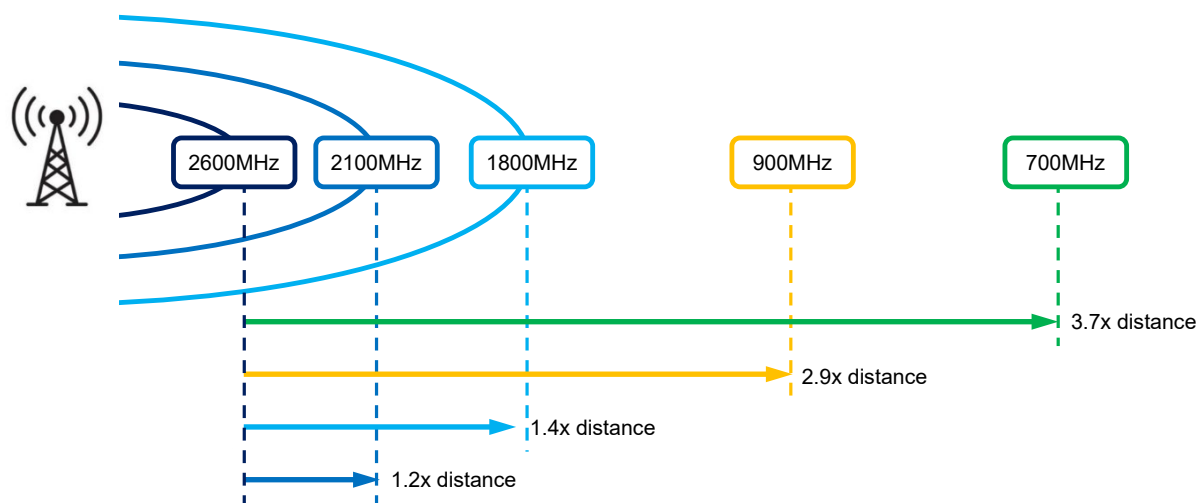 2600MHz
2100MHz
1800MHz
900MHz
700MHz
3.7x distance
2.9x distance
1.4x distance
1.2x distance